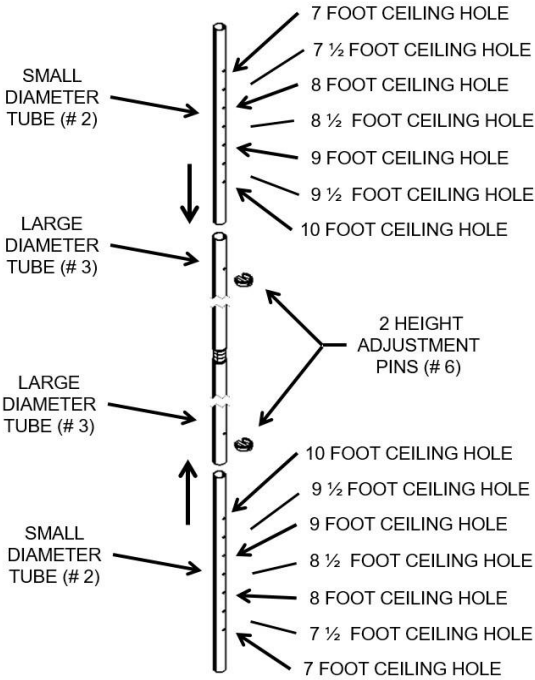 7 FOOT CEILING HOLE
7 ½ FOOT CEILING HOLE
8 FOOT CEILING HOLE
8 ½ FOOT CEILING HOLE
9 FOOT CEILING HOLE
9 ½ FOOT CEILING HOLE
10 FOOT CEILING HOLE
SMALL
DIAMETER
TUBE (# 2)
LARGE
DIAMETER
TUBE (# 3)
2 HEIGHT
ADJUSTMENT
PINS (# 6)
LARGE
DIAMETER
TUBE (# 3)
SMALL
DIAMETER
TUBE (# 2)
10 FOOT CEILING HOLE
9 ½ FOOT CEILING HOLE
9 FOOT CEILING HOLE
8 ½ FOOT CEILING HOLE
8 FOOT CEILING HOLE
7 ½ FOOT CEILING HOLE
7 FOOT CEILING HOLE